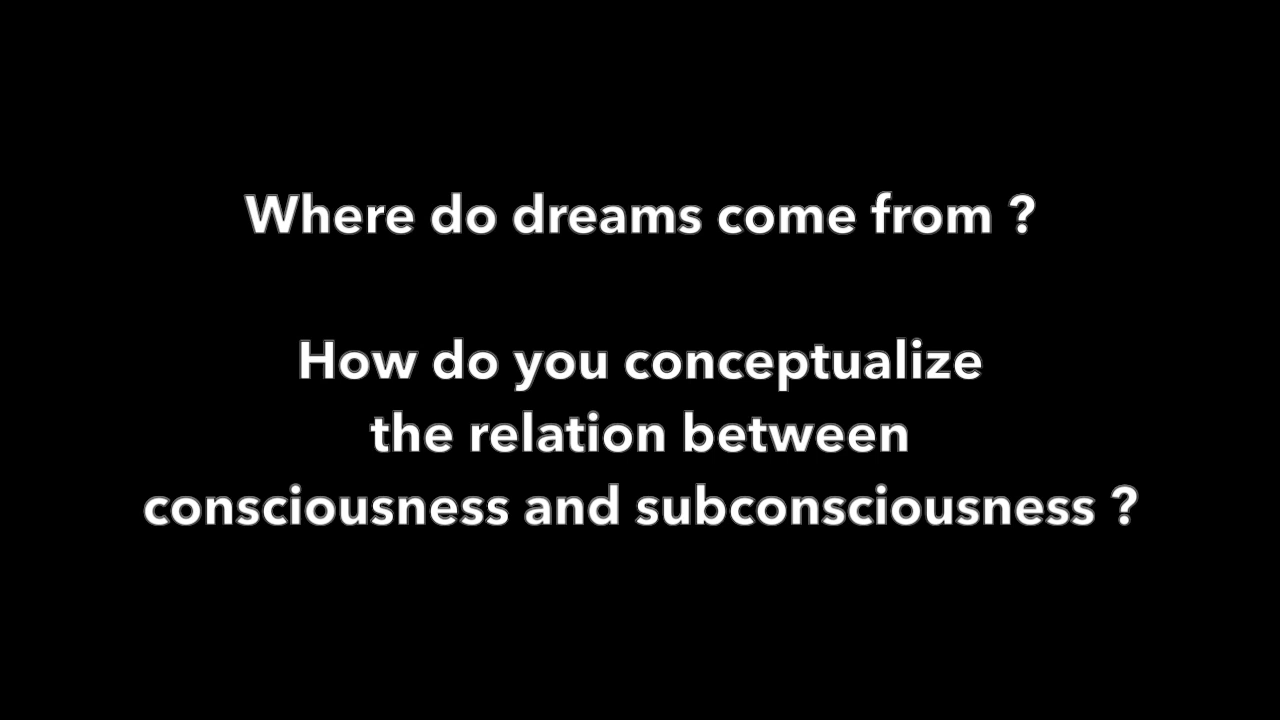 Where do dreams come from ?
How do you conceptualize
the relation between
consciousness and subconsciousness ?